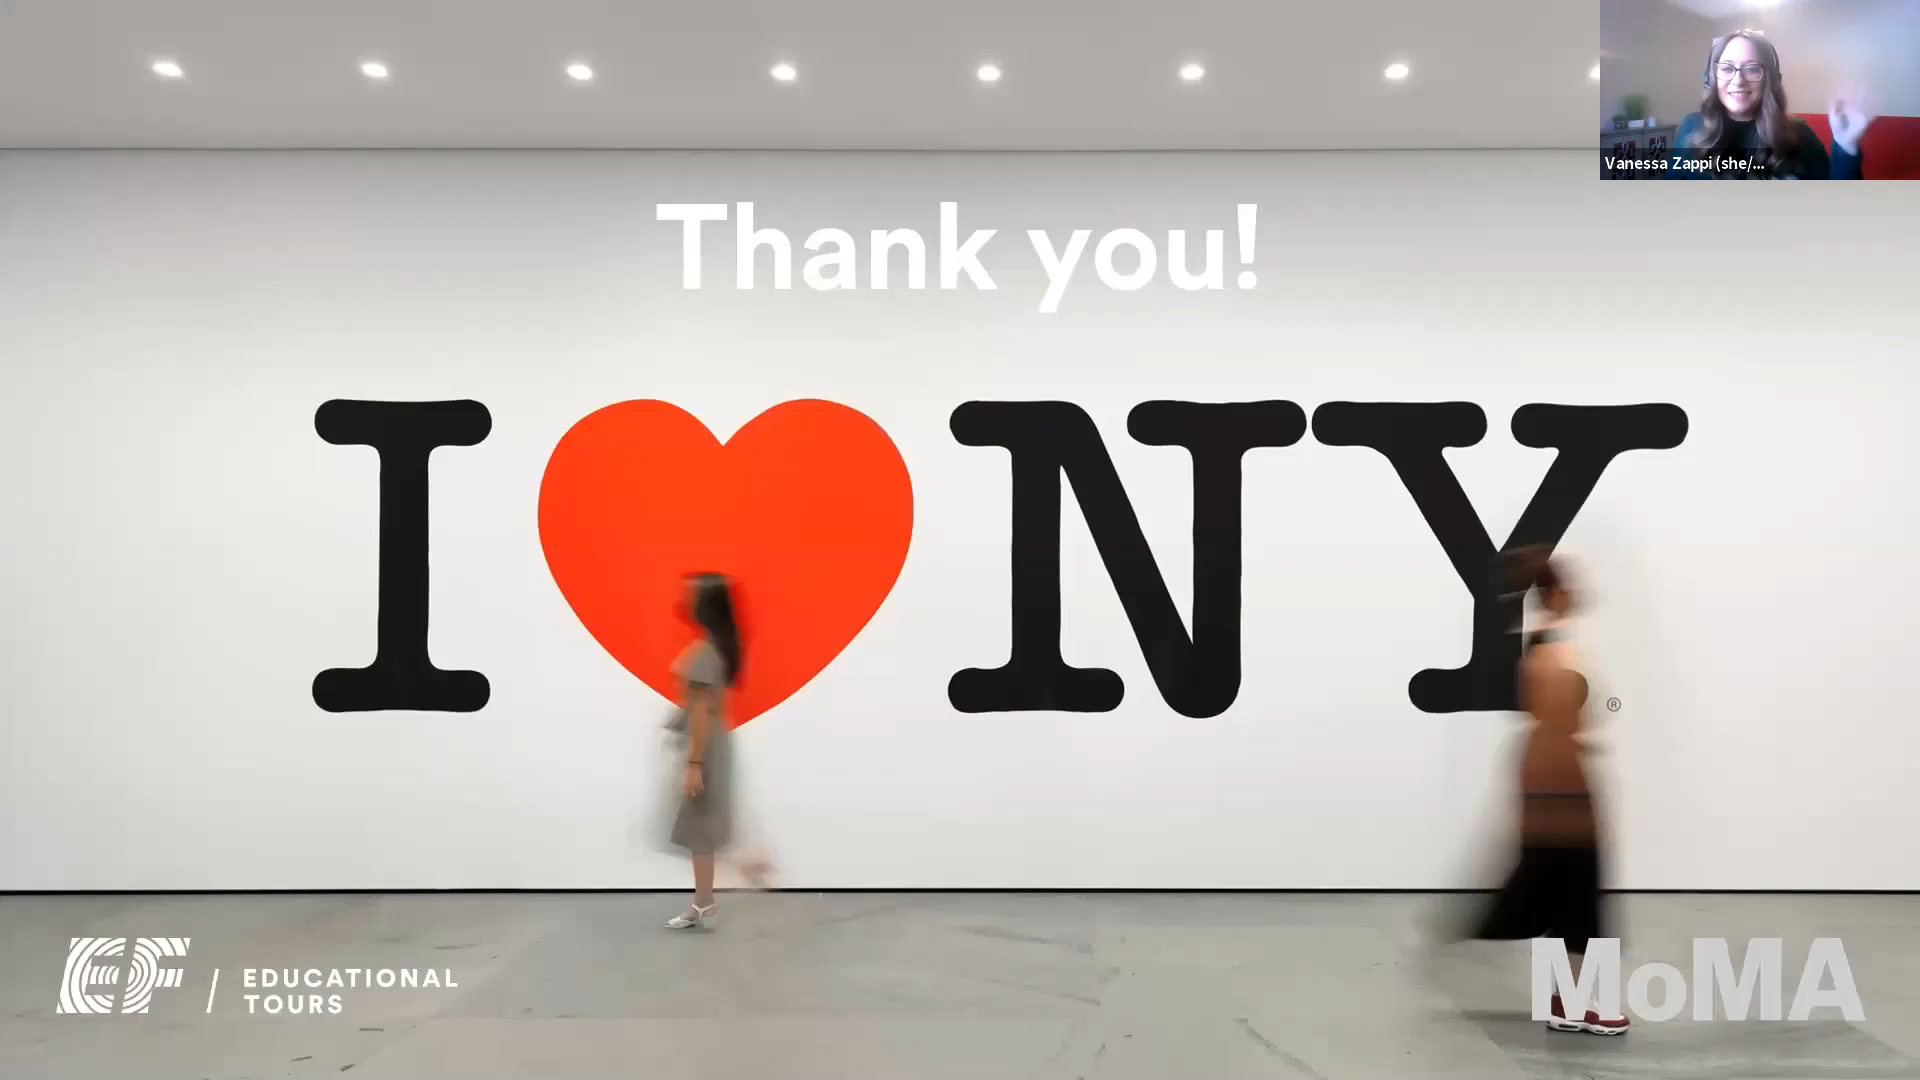 Vanessa Zappi (she/...
Thank you!
I ❤ NY
®
EF / EDUCATIONAL
TOURS
MoMA